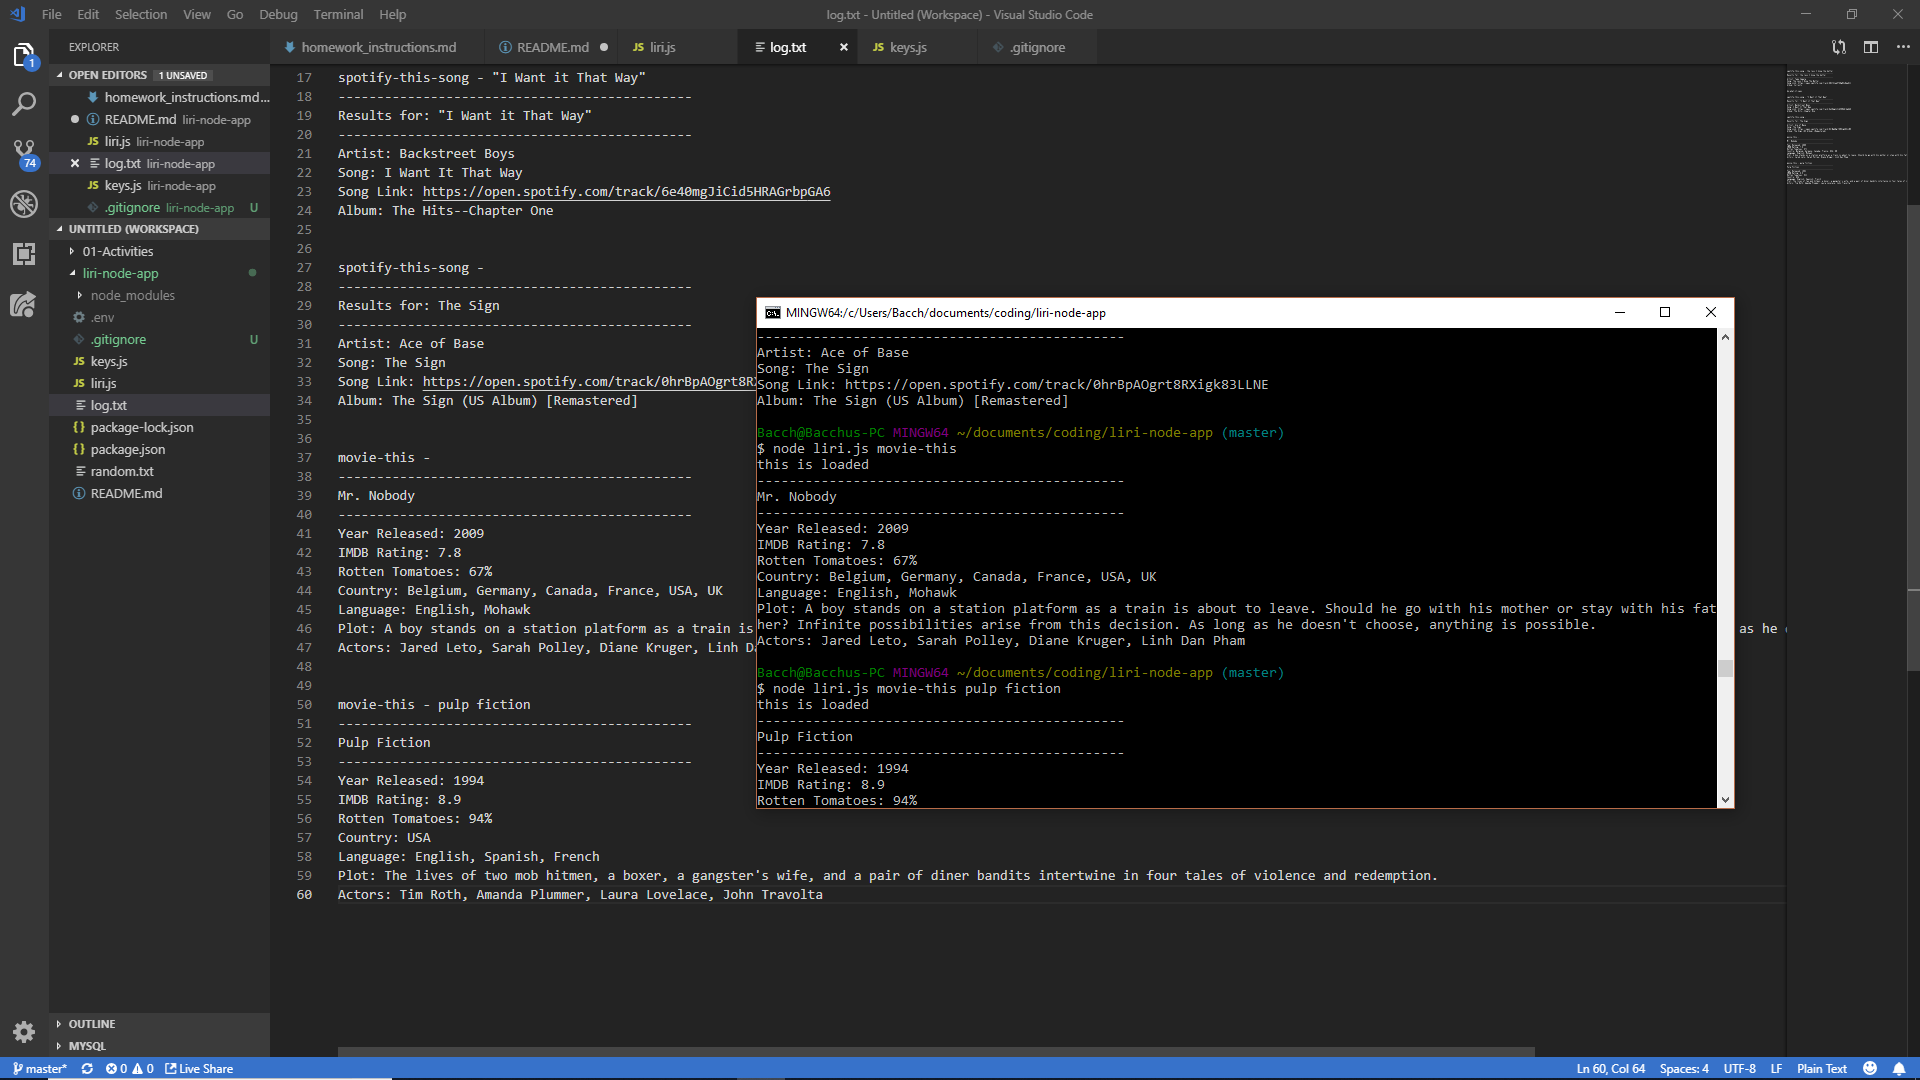 File Edit Selection View Go Debug Terminal Help
log.txt - Untitled (Workspace) - Visual Studio Code
EXPLORER
OPEN EDITORS 1 UNSAVED
homework_instructions.md...
README.md liri-node-app
liri.js liri-node-app
log.txt liri-node-app
keys.js liri-node-app
.gitignore liri-node-app U
UNTITLED (WORKSPACE)
01-Activities
liri-node-app
node_modules
.env
.gitignore U
keys.js
liri.js
log.txt
package-lock.json
package.json
random.txt
README.md
OUTLINE
MYSQL
1
74
homework_instructions.md README.md liri.js log.txt keys.js .gitignore
17 spotify-this-song - "I Want it That Way"
18 ----------------------------------------------
19 Results for: "I Want it That Way"
20 ----------------------------------------------
21 Artist: Backstreet Boys
22 Song: I Want It That Way
23 Song Link: https://open.spotify.com/track/6e40mgJiCid5HRAGrbpGA6
24 Album: The Hits--Chapter One
25
26
27 spotify-this-song -
28 ----------------------------------------------
29 Results for: The Sign
30 ----------------------------------------------
31 Artist: Ace of Base
32 Song: The Sign
33 Song Link: https://open.spotify.com/track/0hrBpAOgrt8RX
34 Album: The Sign (US Album) [Remastered]
35
36
37 movie-this -
38 ----------------------------------------------
39 Mr. Nobody
40 ----------------------------------------------
41 Year Released: 2009
42 IMDB Rating: 7.8
43 Rotten Tomatoes: 67%
44 Country: Belgium, Germany, Canada, France, USA, UK
45 Language: English, Mohawk
46 Plot: A boy stands on a station platform as a train is as he
47 Actors: Jared Leto, Sarah Polley, Diane Kruger, Linh D
48
49
50 movie-this - pulp fiction
51 ----------------------------------------------
52 Pulp Fiction
53 ----------------------------------------------
54 Year Released: 1994
55 IMDB Rating: 8.9
56 Rotten Tomatoes: 94%
57 Country: USA
58 Language: English, Spanish, French
59 Plot: The lives of two mob hitmen, a boxer, a gangster's wife, and a pair of diner bandits intertwine in four tales of violence and redemption.
60 Actors: Tim Roth, Amanda Plummer, Laura Lovelace, John Travolta
MINGW64:/c/Users/Bacch/documents/coding/liri-node-app
----------------------------------------------
Artist: Ace of Base
Song: The Sign
Song Link: https://open.spotify.com/track/0hrBpAOgrt8RXigk83LLNE
Album: The Sign (US Album) [Remastered]
Bacch@Bacchus-PC MINGW64 ~/documents/coding/liri-node-app (master)
$ node liri.js movie-this
this is loaded
----------------------------------------------
Mr. Nobody
----------------------------------------------
Year Released: 2009
IMDB Rating: 7.8
Rotten Tomatoes: 67%
Country: Belgium, Germany, Canada, France, USA, UK
Language: English, Mohawk
Plot: A boy stands on a station platform as a train is about to leave. Should he go with his mother or stay with his fat
her? Infinite possibilities arise from this decision. As long as he doesn't choose, anything is possible.
Actors: Jared Leto, Sarah Polley, Diane Kruger, Linh Dan Pham
Bacch@Bacchus-PC MINGW64 ~/documents/coding/liri-node-app (master)
$ node liri.js movie-this pulp fiction
this is loaded
----------------------------------------------
Pulp Fiction
----------------------------------------------
Year Released: 1994
IMDB Rating: 8.9
Rotten Tomatoes: 94%
master* 0 0 Live Share
Ln 60, Col 64 Spaces: 4 UTF-8 LF Plain Text